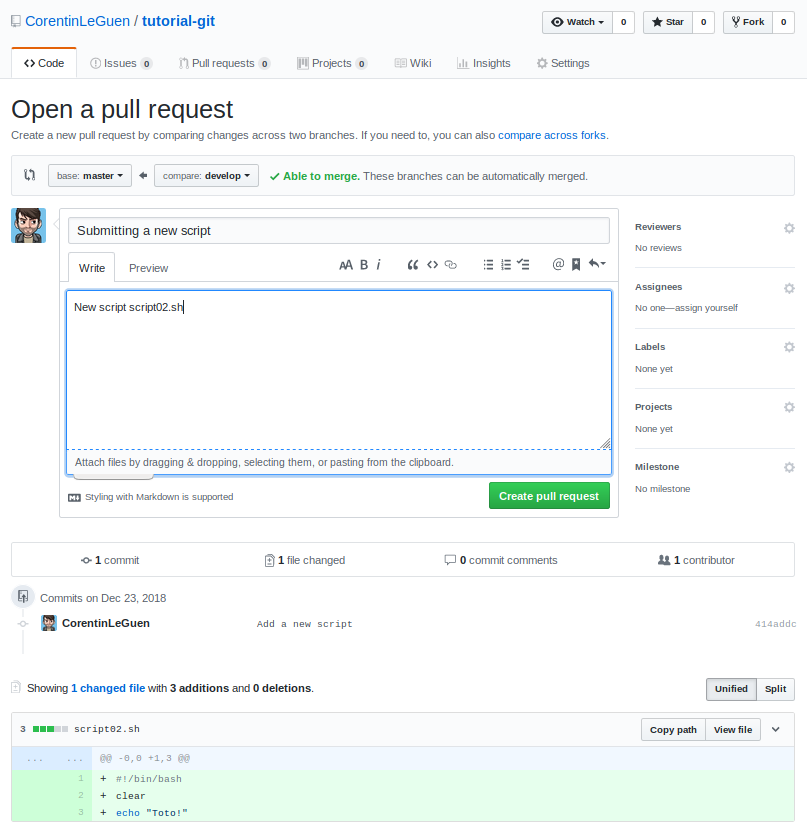 CorentinLeGuen / tutorial-git
Watch 0 Star 0 Fork 0
Code Issues 0 Pull requests 0 Projects 0 Wiki Insights Settings
Open a pull request
Create a new pull request by comparing changes across two branches. If you need to, you can also compare across forks.
base: master compare: develop Able to merge. These branches can be automatically merged.
Submitting a new script
Write Preview AA B i
New script script02.sh
Attach files by dragging & dropping, selecting them, or pasting from the clipboard.
Styling with Markdown is supported
Create pull request
Reviewers
No reviews
Assignees
No one—assign yourself
Labels
None yet
Projects
None yet
Milestone
No milestone
1 commit 1 file changed 0 commit comments 1 contributor
Commits on Dec 23, 2018
CorentinLeGuen Add a new script 414addc
Showing 1 changed file with 3 additions and 0 deletions.
Unified Split
3 script02.sh Copy path View file
... ... @@ -0,0 +1,3 @@
1 + #!/bin/bash
2 + clear
3 + echo "Toto!"